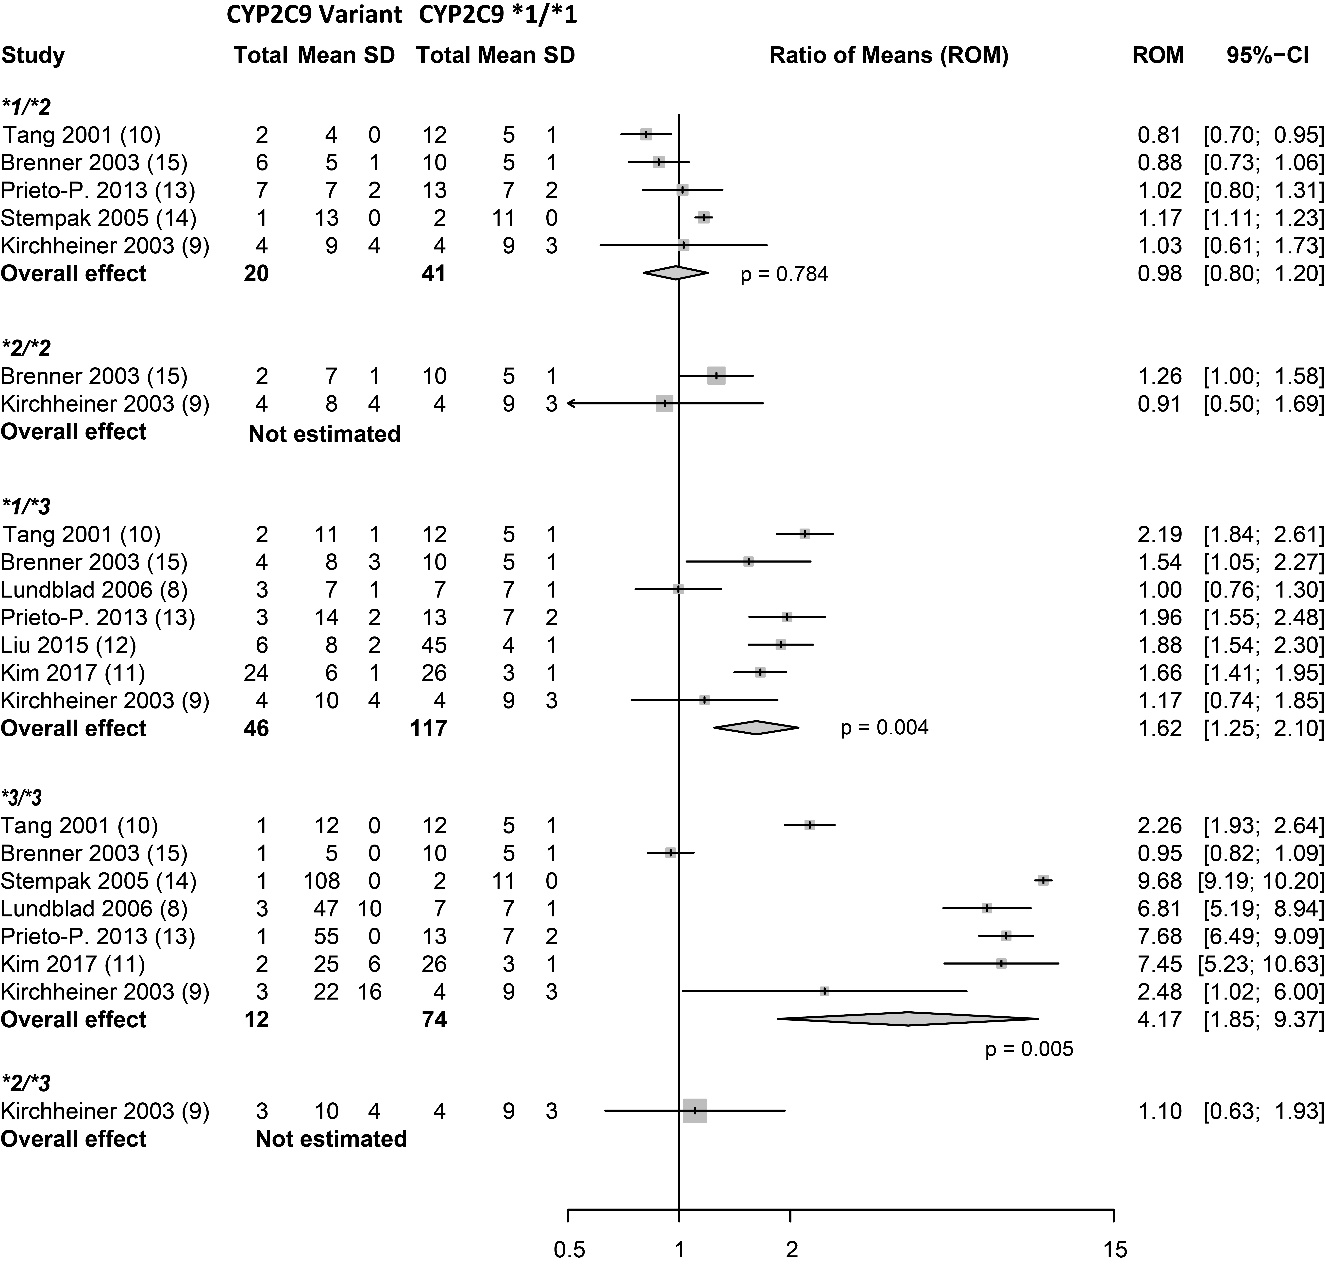 CYP2C9 Variant CYP2C9 *1/*1
Study Total Mean SD Total Mean SD Ratio of Means (ROM) ROM 95%−CI
*1/*2
Tang 2001 (10) 2 4 0 12 5 1 0.81 [0.70; 0.95]
Brenner 2003 (15) 6 5 1 10 5 1 0.88 [0.73; 1.06]
Prieto-P. 2013 (13) 7 7 2 13 7 2 1.02 [0.80; 1.31]
Stempak 2005 (14) 1 13 0 2 11 0 1.17 [1.11; 1.23]
Kirchheiner 2003 (9) 4 9 4 4 9 3 1.03 [0.61; 1.73]
Overall effect 20 41 p = 0.784 0.98 [0.80; 1.20]
*2/*2
Brenner 2003 (15) 2 7 1 10 5 1 1.26 [1.00; 1.58]
Kirchheiner 2003 (9) 4 8 4 4 9 3 0.91 [0.50; 1.69]
Overall effect Not estimated
*1/*3
Tang 2001 (10) 2 11 1 12 5 1 2.19 [1.84; 2.61]
Brenner 2003 (15) 4 8 3 10 5 1 1.54 [1.05; 2.27]
Lundblad 2006 (8) 3 7 1 7 7 1 1.00 [0.76; 1.30]
Prieto-P. 2013 (13) 3 14 2 13 7 2 1.96 [1.55; 2.48]
Liu 2015 (12) 6 8 2 45 4 1 1.88 [1.54; 2.30]
Kim 2017 (11) 24 6 1 26 3 1 1.66 [1.41; 1.95]
Kirchheiner 2003 (9) 4 10 4 4 9 3 1.17 [0.74; 1.85]
Overall effect 46 117 p = 0.004 1.62 [1.25; 2.10]
*3/*3
Tang 2001 (10) 1 12 0 12 5 1 2.26 [1.93; 2.64]
Brenner 2003 (15) 1 5 0 10 5 1 0.95 [0.82; 1.09]
Stempak 2005 (14) 1 108 0 2 11 0 9.68 [9.19; 10.20]
Lundblad 2006 (8) 3 47 10 7 7 1 6.81 [5.19; 8.94]
Prieto-P. 2013 (13) 1 55 0 13 7 2 7.68 [6.49; 9.09]
Kim 2017 (11) 2 25 6 26 3 1 7.45 [5.23; 10.63]
Kirchheiner 2003 (9) 3 22 16 4 9 3 2.48 [1.02; 6.00]
Overall effect 12 74 4.17 [1.85; 9.37]
p = 0.005
*2/*3
Kirchheiner 2003 (9) 3 10 4 4 9 3 1.10 [0.63; 1.93]
Overall effect Not estimated
0.5 1 2 15